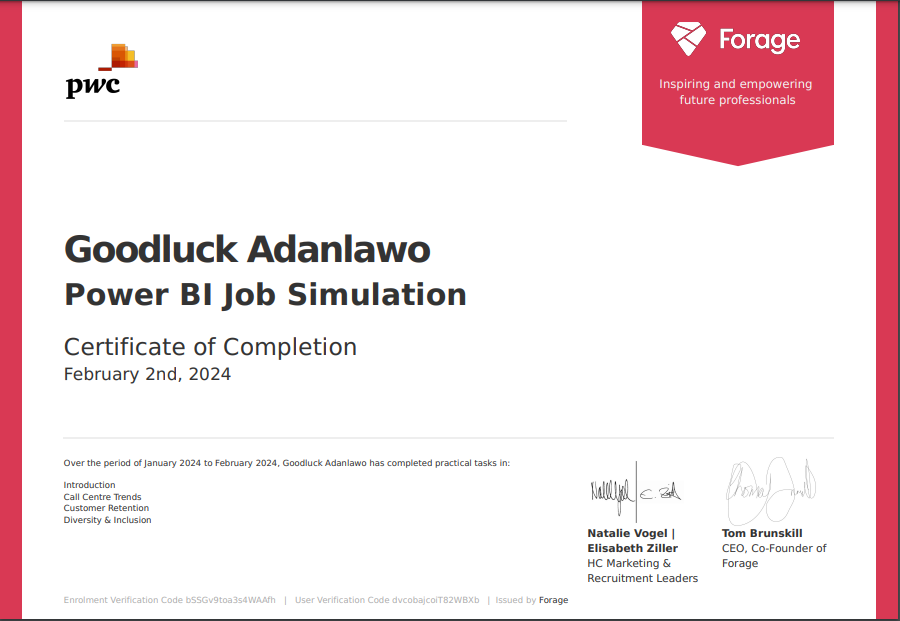 pwc
Forage
Inspiring and empowering
future professionals
Goodluck Adanlawo
Power BI Job Simulation
Certificate of Completion
February 2nd, 2024
Over the period of January 2024 to February 2024, Goodluck Adanlawo has completed practical tasks in:
Introduction
Call Centre Trends
Customer Retention
Diversity & Inclusion
Natalie Vogel |
Elisabeth Ziller
HC Marketing &
Recruitment Leaders
Tom Brunskill
CEO, Co-Founder of
Forage
Enrolment Verification Code bSSGv9toa3s4WAAfh | User Verification Code dvcobajcoiT82WBXb | Issued by Forage